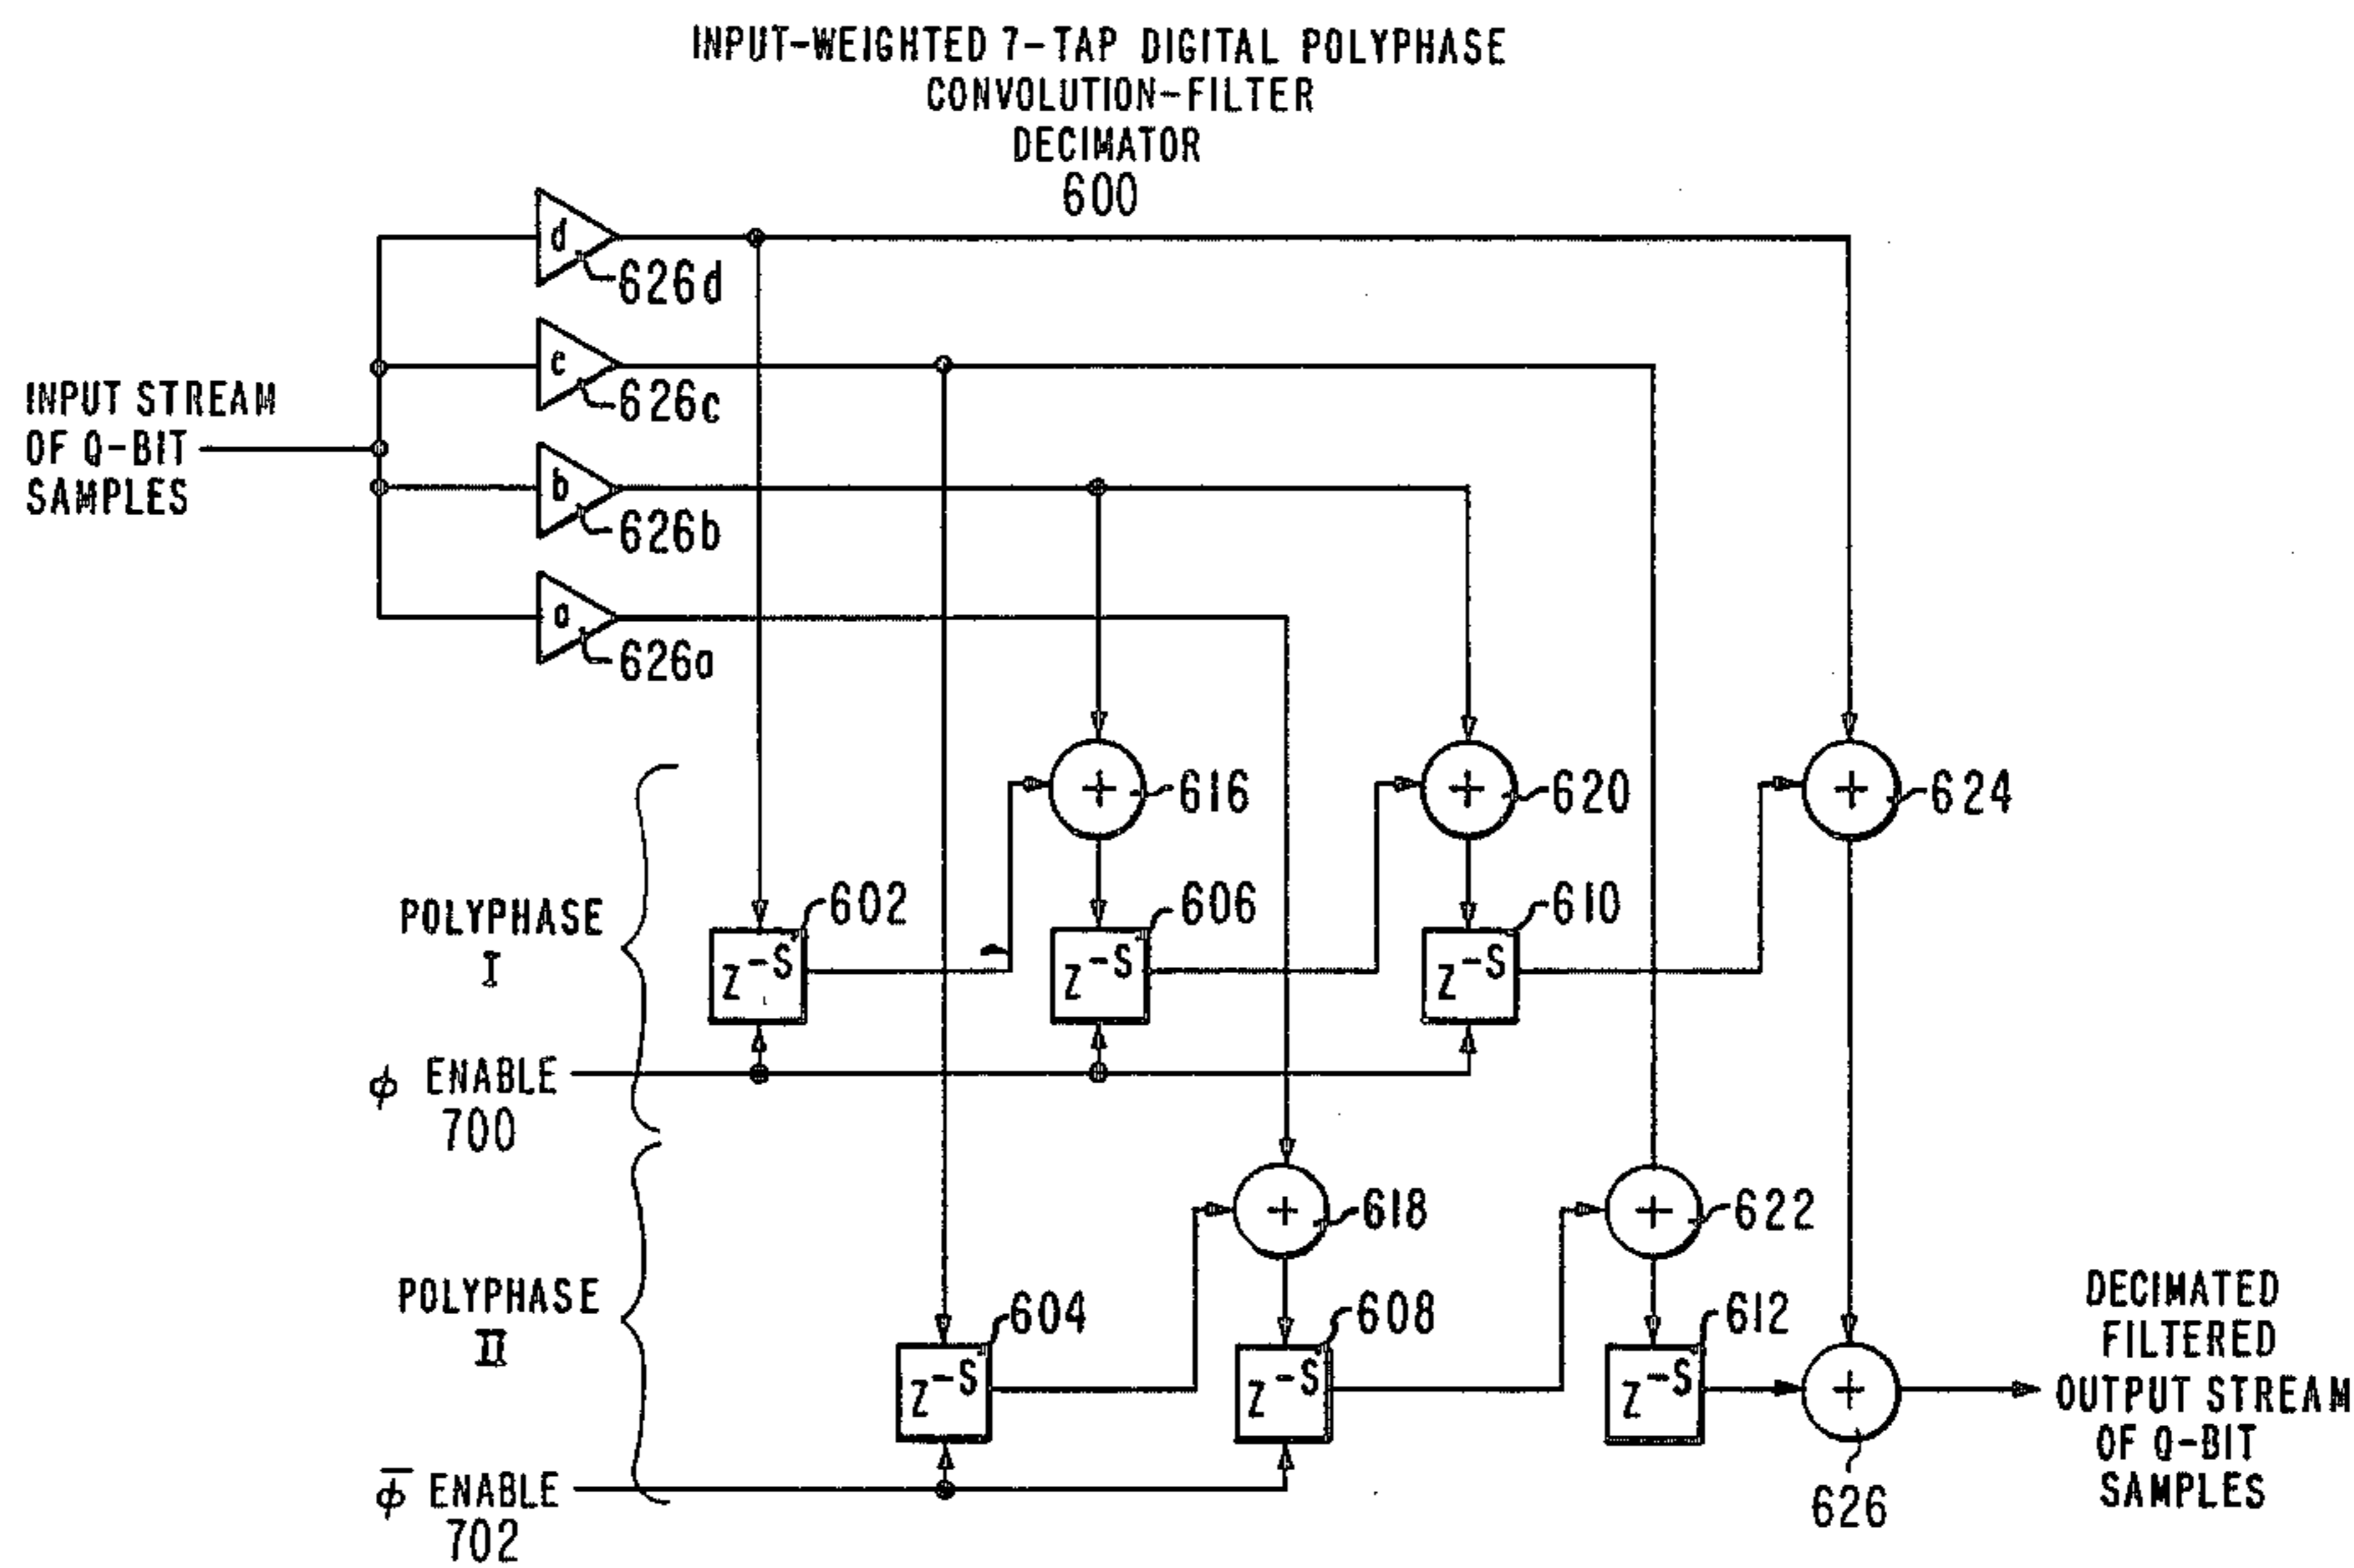 INPUT-WEIGHTED 7-TAP DIGITAL POLYPHASE
CONVOLUTION-FILTER
DECIMATOR
600
d
626d
c
626c
INPUT STREAM
OF Q-BIT
SAMPLES
b
626b
a
626a
+
616
+
620
+
624
POLYPHASE
I
Z^-S
602
Z^-S
606
Z^-S
610
ϕ ENABLE
700
+
618
+
622
POLYPHASE
II
Z^-S
604
Z^-S
608
Z^-S
612
+
626
DECIMATED
FILTERED
OUTPUT STREAM
OF Q-BIT
SAMPLES
ϕ̅ ENABLE
702